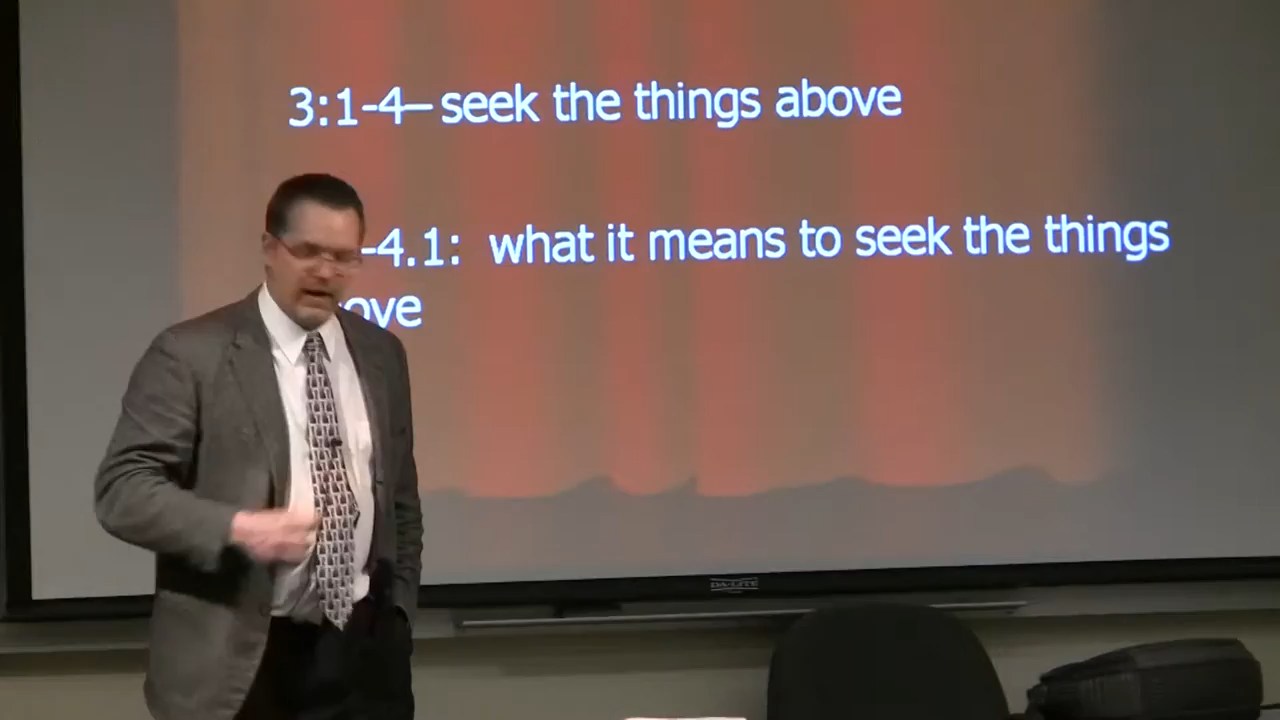 3:1-4– seek the things above
-4.1: what it means to seek the things
ove
DA-LITE